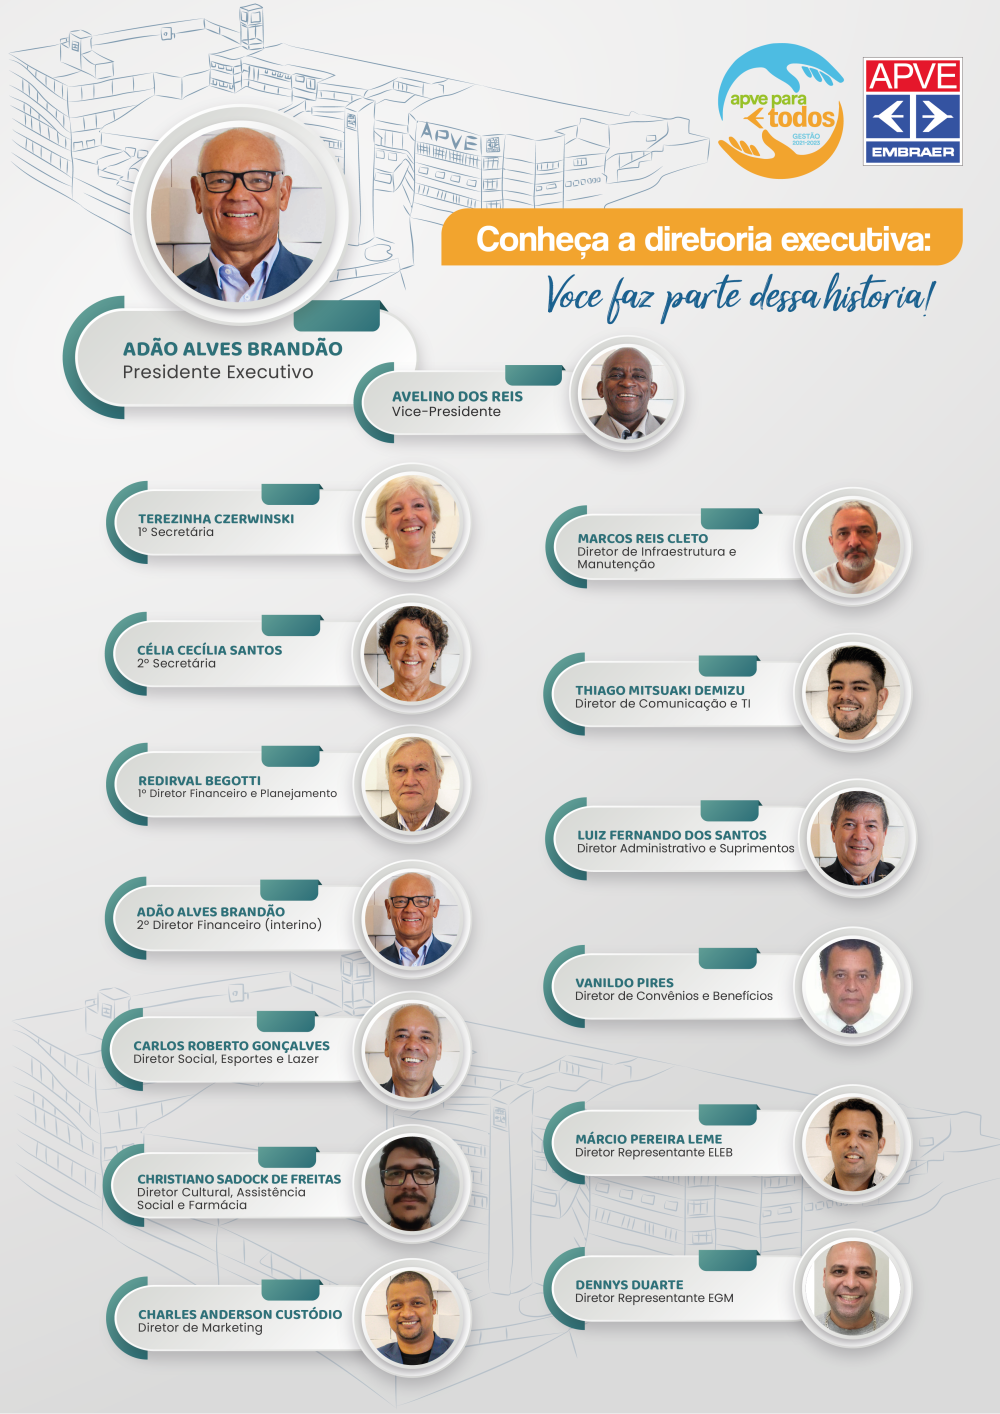 APVE
apve para
todos
GESTÃO
2021-2023
APVE
EMBRAER
Conheça a diretoria executiva:
Voce faz parte dessa historia!
ADÃO ALVES BRANDÃO
Presidente Executivo
AVELINO DOS REIS
Vice-Presidente
TEREZINHA CZERWINSKI
1º Secretária
CÉLIA CECÍLIA SANTOS
2º Secretária
REDIRVAL BEGOTTI
1º Diretor Financeiro e Planejamento
ADÃO ALVES BRANDÃO
2º Diretor Financeiro (interino)
CARLOS ROBERTO GONÇALVES
Diretor Social, Esportes e Lazer
CHRISTIANO SADOCK DE FREITAS
Diretor Cultural, Assistência
Social e Farmácia
CHARLES ANDERSON CUSTÓDIO
Diretor de Marketing
MARCOS REIS CLETO
Diretor de Infraestrutura e
Manutenção
THIAGO MITSUAKI DEMIZU
Diretor de Comunicação e TI
LUIZ FERNANDO DOS SANTOS
Diretor Administrativo e Suprimentos
VANILDO PIRES
Diretor de Convênios e Benefícios
MÁRCIO PEREIRA LEME
Diretor Representante ELEB
DENNYS DUARTE
Diretor Representante EGM